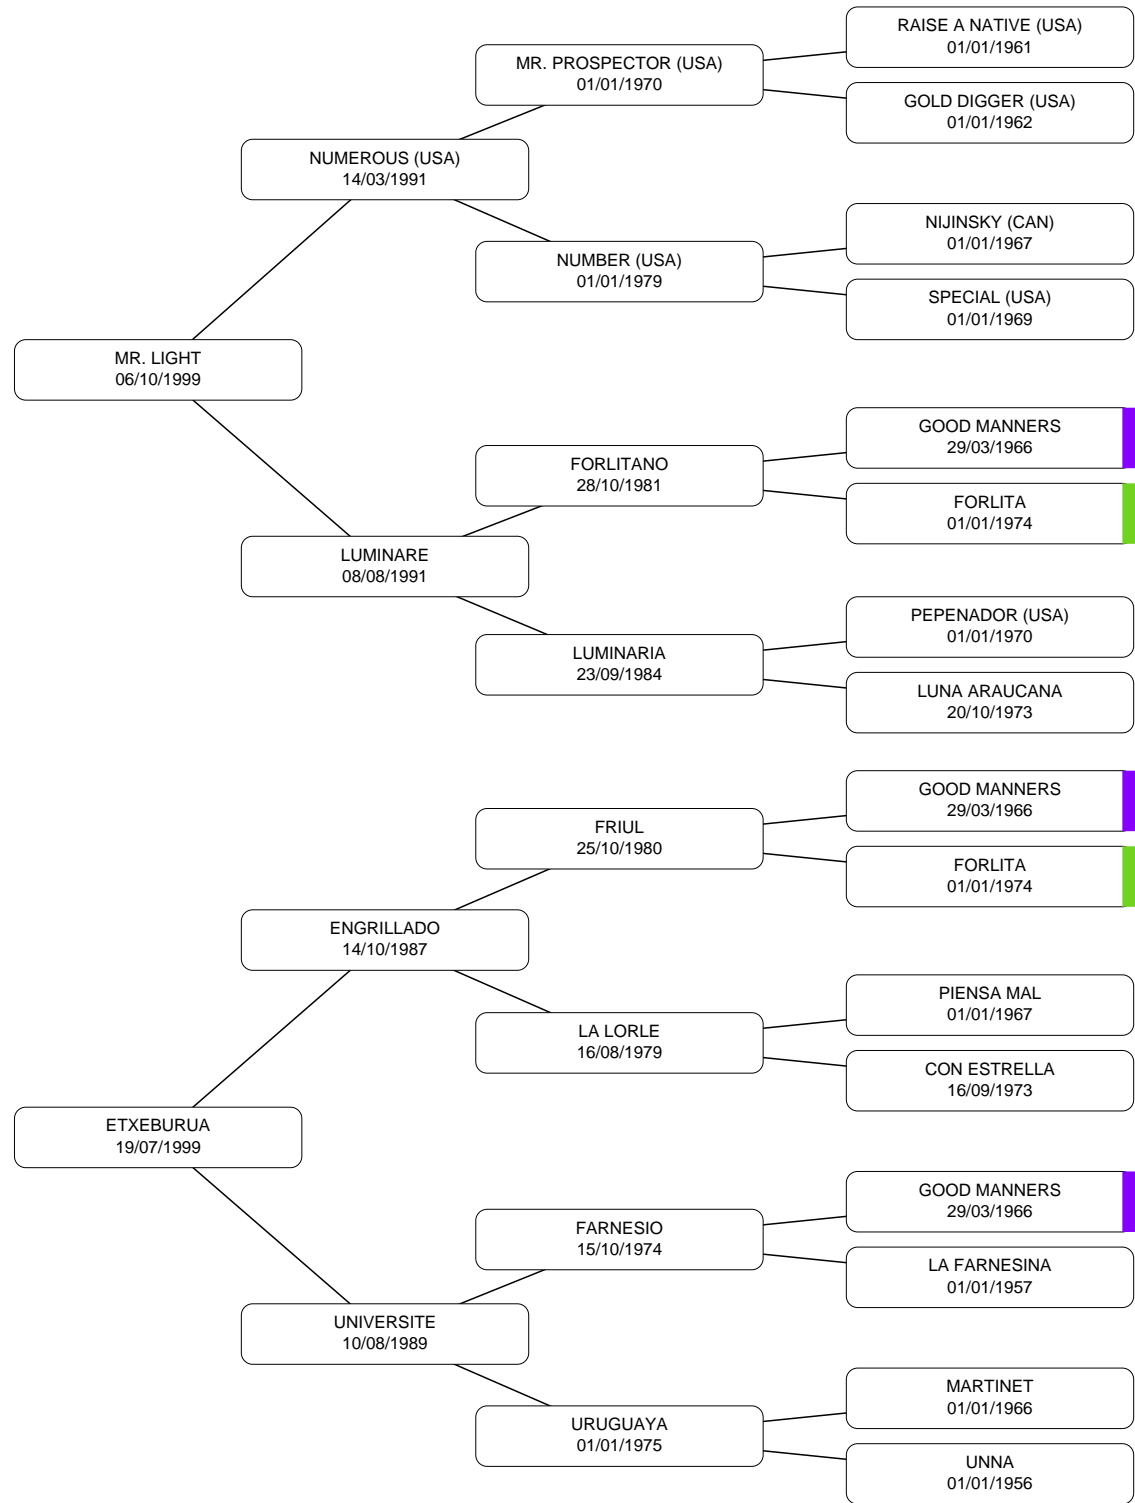 RAISE A NATIVE (USA)
01/01/1961
MR. PROSPECTOR (USA)
01/01/1970
GOLD DIGGER (USA)
01/01/1962
NUMEROUS (USA)
14/03/1991
NIJINSKY (CAN)
01/01/1967
NUMBER (USA)
01/01/1979
SPECIAL (USA)
01/01/1969
MR. LIGHT
06/10/1999
GOOD MANNERS
29/03/1966
FORLITANO
28/10/1981
FORLITA
01/01/1974
LUMINARE
08/08/1991
PEPENADOR (USA)
01/01/1970
LUMINARIA
23/09/1984
LUNA ARAUCANA
20/10/1973
GOOD MANNERS
29/03/1966
FRIUL
25/10/1980
FORLITA
01/01/1974
ENGRILLADO
14/10/1987
PIENSA MAL
01/01/1967
LA LORLE
16/08/1979
CON ESTRELLA
16/09/1973
ETXEBURUA
19/07/1999
GOOD MANNERS
29/03/1966
FARNESIO
15/10/1974
LA FARNESINA
01/01/1957
UNIVERSITE
10/08/1989
MARTINET
01/01/1966
URUGUAYA
01/01/1975
UNNA
01/01/1956